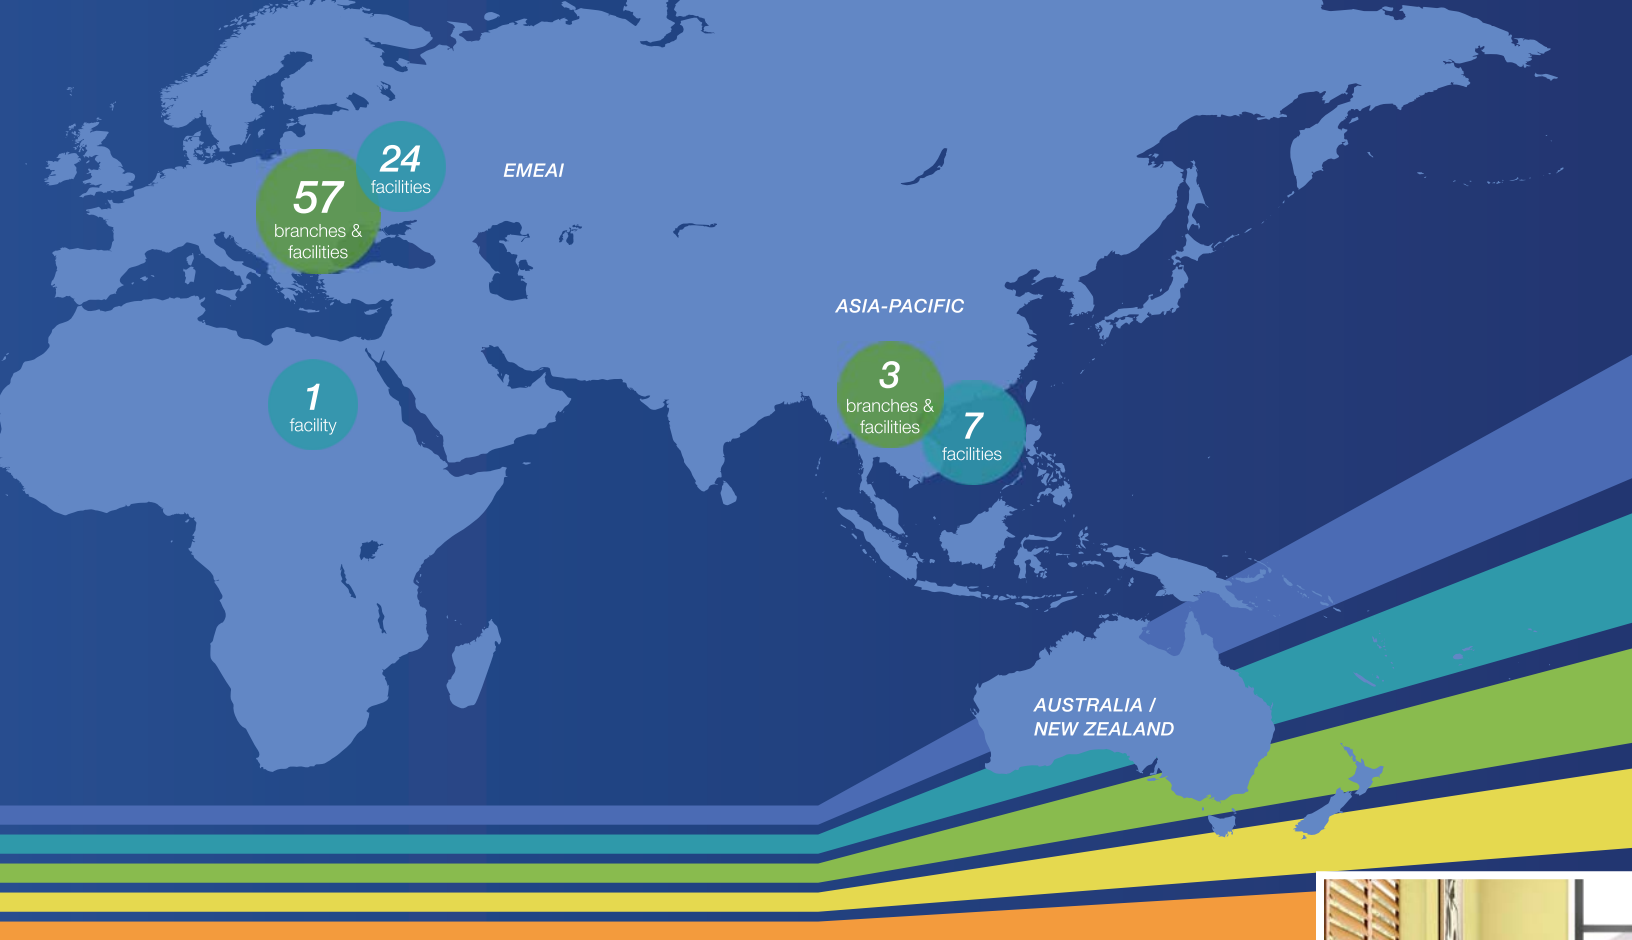 24
facilities
EMEAI
57
branches &
facilities
ASIA-PACIFIC
1
facility
3
branches &
facilities
7
facilities
AUSTRALIA /
NEW ZEALAND